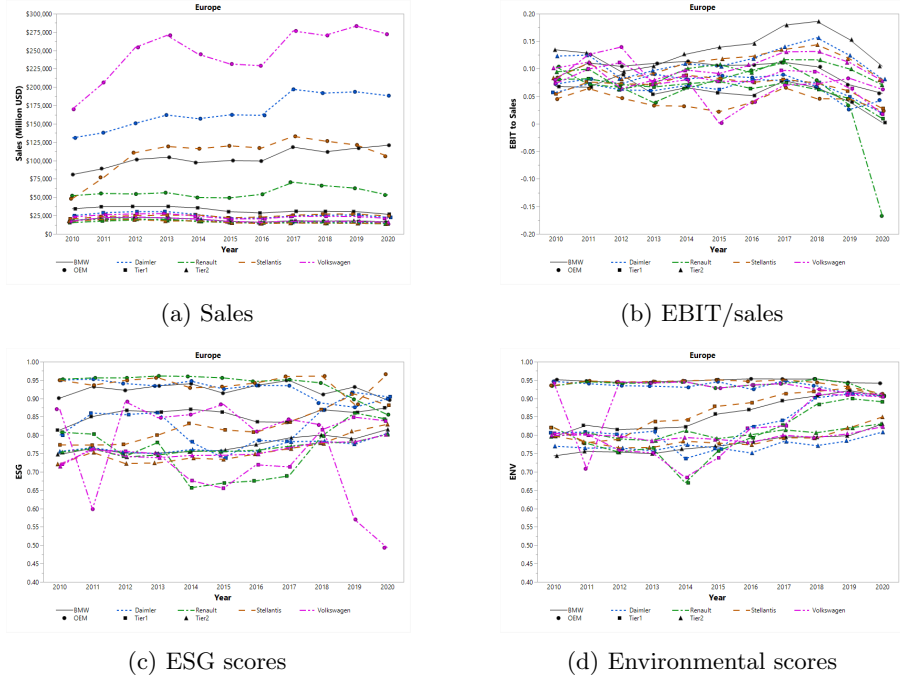 Europe
Sales (Million USD)
$300,000
$275,000
$250,000
$225,000
$200,000
$175,000
$150,000
$125,000
$100,000
$75,000
$50,000
$25,000
$0
2010 2011 2012 2013 2014 2015 2016 2017 2018 2019 2020
Year
BMW Daimler Renault Stellantis Volkswagen
OEM Tier1 Tier2
(a) Sales
Europe
EBIT to Sales
0.20
0.15
0.10
0.05
0
-0.05
-0.10
-0.15
-0.20
2010 2011 2012 2013 2014 2015 2016 2017 2018 2019 2020
Year
BMW Daimler Renault Stellantis Volkswagen
OEM Tier1 Tier2
(b) EBIT/sales
Europe
ESG
1.00
0.95
0.90
0.85
0.80
0.75
0.70
0.65
0.60
0.55
0.50
0.45
0.40
2010 2011 2012 2013 2014 2015 2016 2017 2018 2019 2020
Year
BMW Daimler Renault Stellantis Volkswagen
OEM Tier1 Tier2
(c) ESG scores
Europe
ENV
1.00
0.95
0.90
0.85
0.80
0.75
0.70
0.65
0.60
0.55
0.50
0.45
0.40
2010 2011 2012 2013 2014 2015 2016 2017 2018 2019 2020
Year
BMW Daimler Renault Stellantis Volkswagen
OEM Tier1 Tier2
(d) Environmental scores